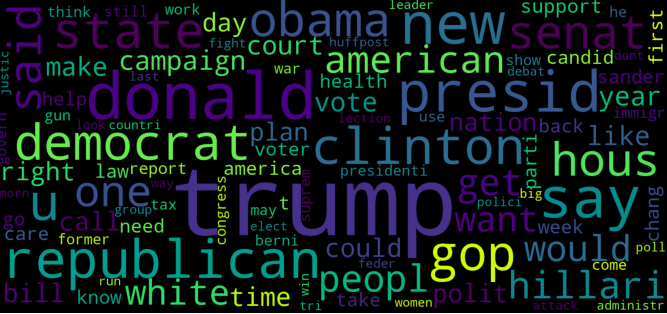 think
still
work
leader
he
support
first
day
obama
new
senat
said
state
court
fight
huffpost
candid
justic
make
campaign
american
show
debat
dont
last
war
sander
help
health
donald
presid
year
gun
vote
use
immigr
govern
look
countri
lection
nation
back
like
democrat
plan
clinton
parti
hous
right
law
report
voter
america
morn
way
u
one
trump
get
say
polici
big
chang
group
tax
may
t
suprem
congress
want
go
call
need
elect
care
former
berni
could
gop
would
week
poll
republican
run
feder
come
peopl
polit
hillari
bill
know
white
time
win
tri
take
women
attack
administr